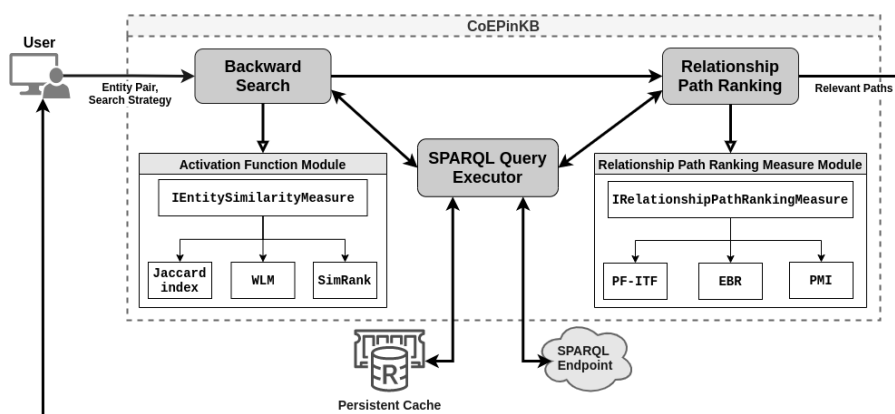 CoEPinKB
User
Backward
Search
Relationship
Path Ranking
Entity Pair,
Search Strategy
Relevant Paths
SPARQL Query
Executor
Activation Function Module
IEntitySimilarityMeasure
Jaccard
index
WLM
SimRank
Relationship Path Ranking Measure Module
IRelationshipPathRankingMeasure
PF-ITF
EBR
PMI
R
Persistent Cache
SPARQL
Endpoint